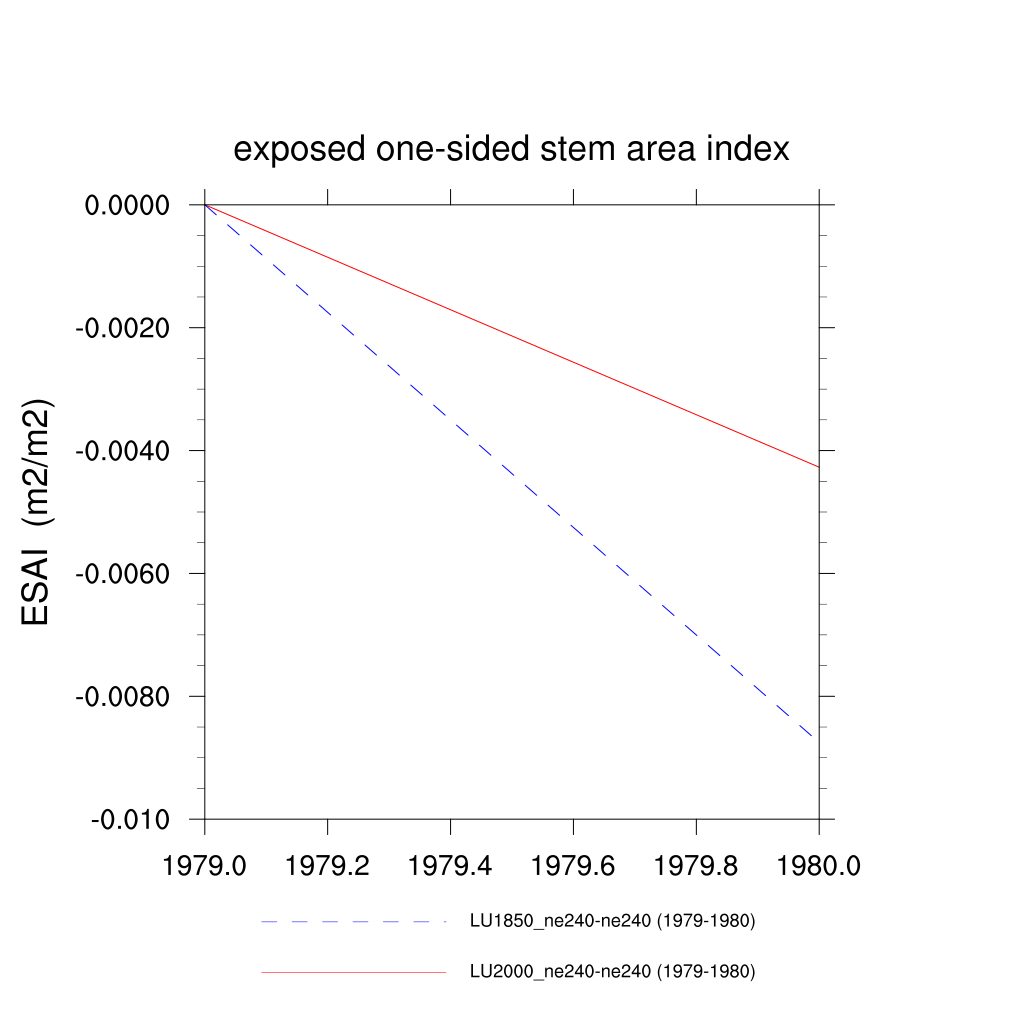 exposed one-sided stem area index
ESAI (m2/m2)
0.0000
-0.0020
-0.0040
-0.0060
-0.0080
-0.010
1979.0 1979.2 1979.4 1979.6 1979.8 1980.0
LU1850_ne240-ne240 (1979-1980)
LU2000_ne240-ne240 (1979-1980)